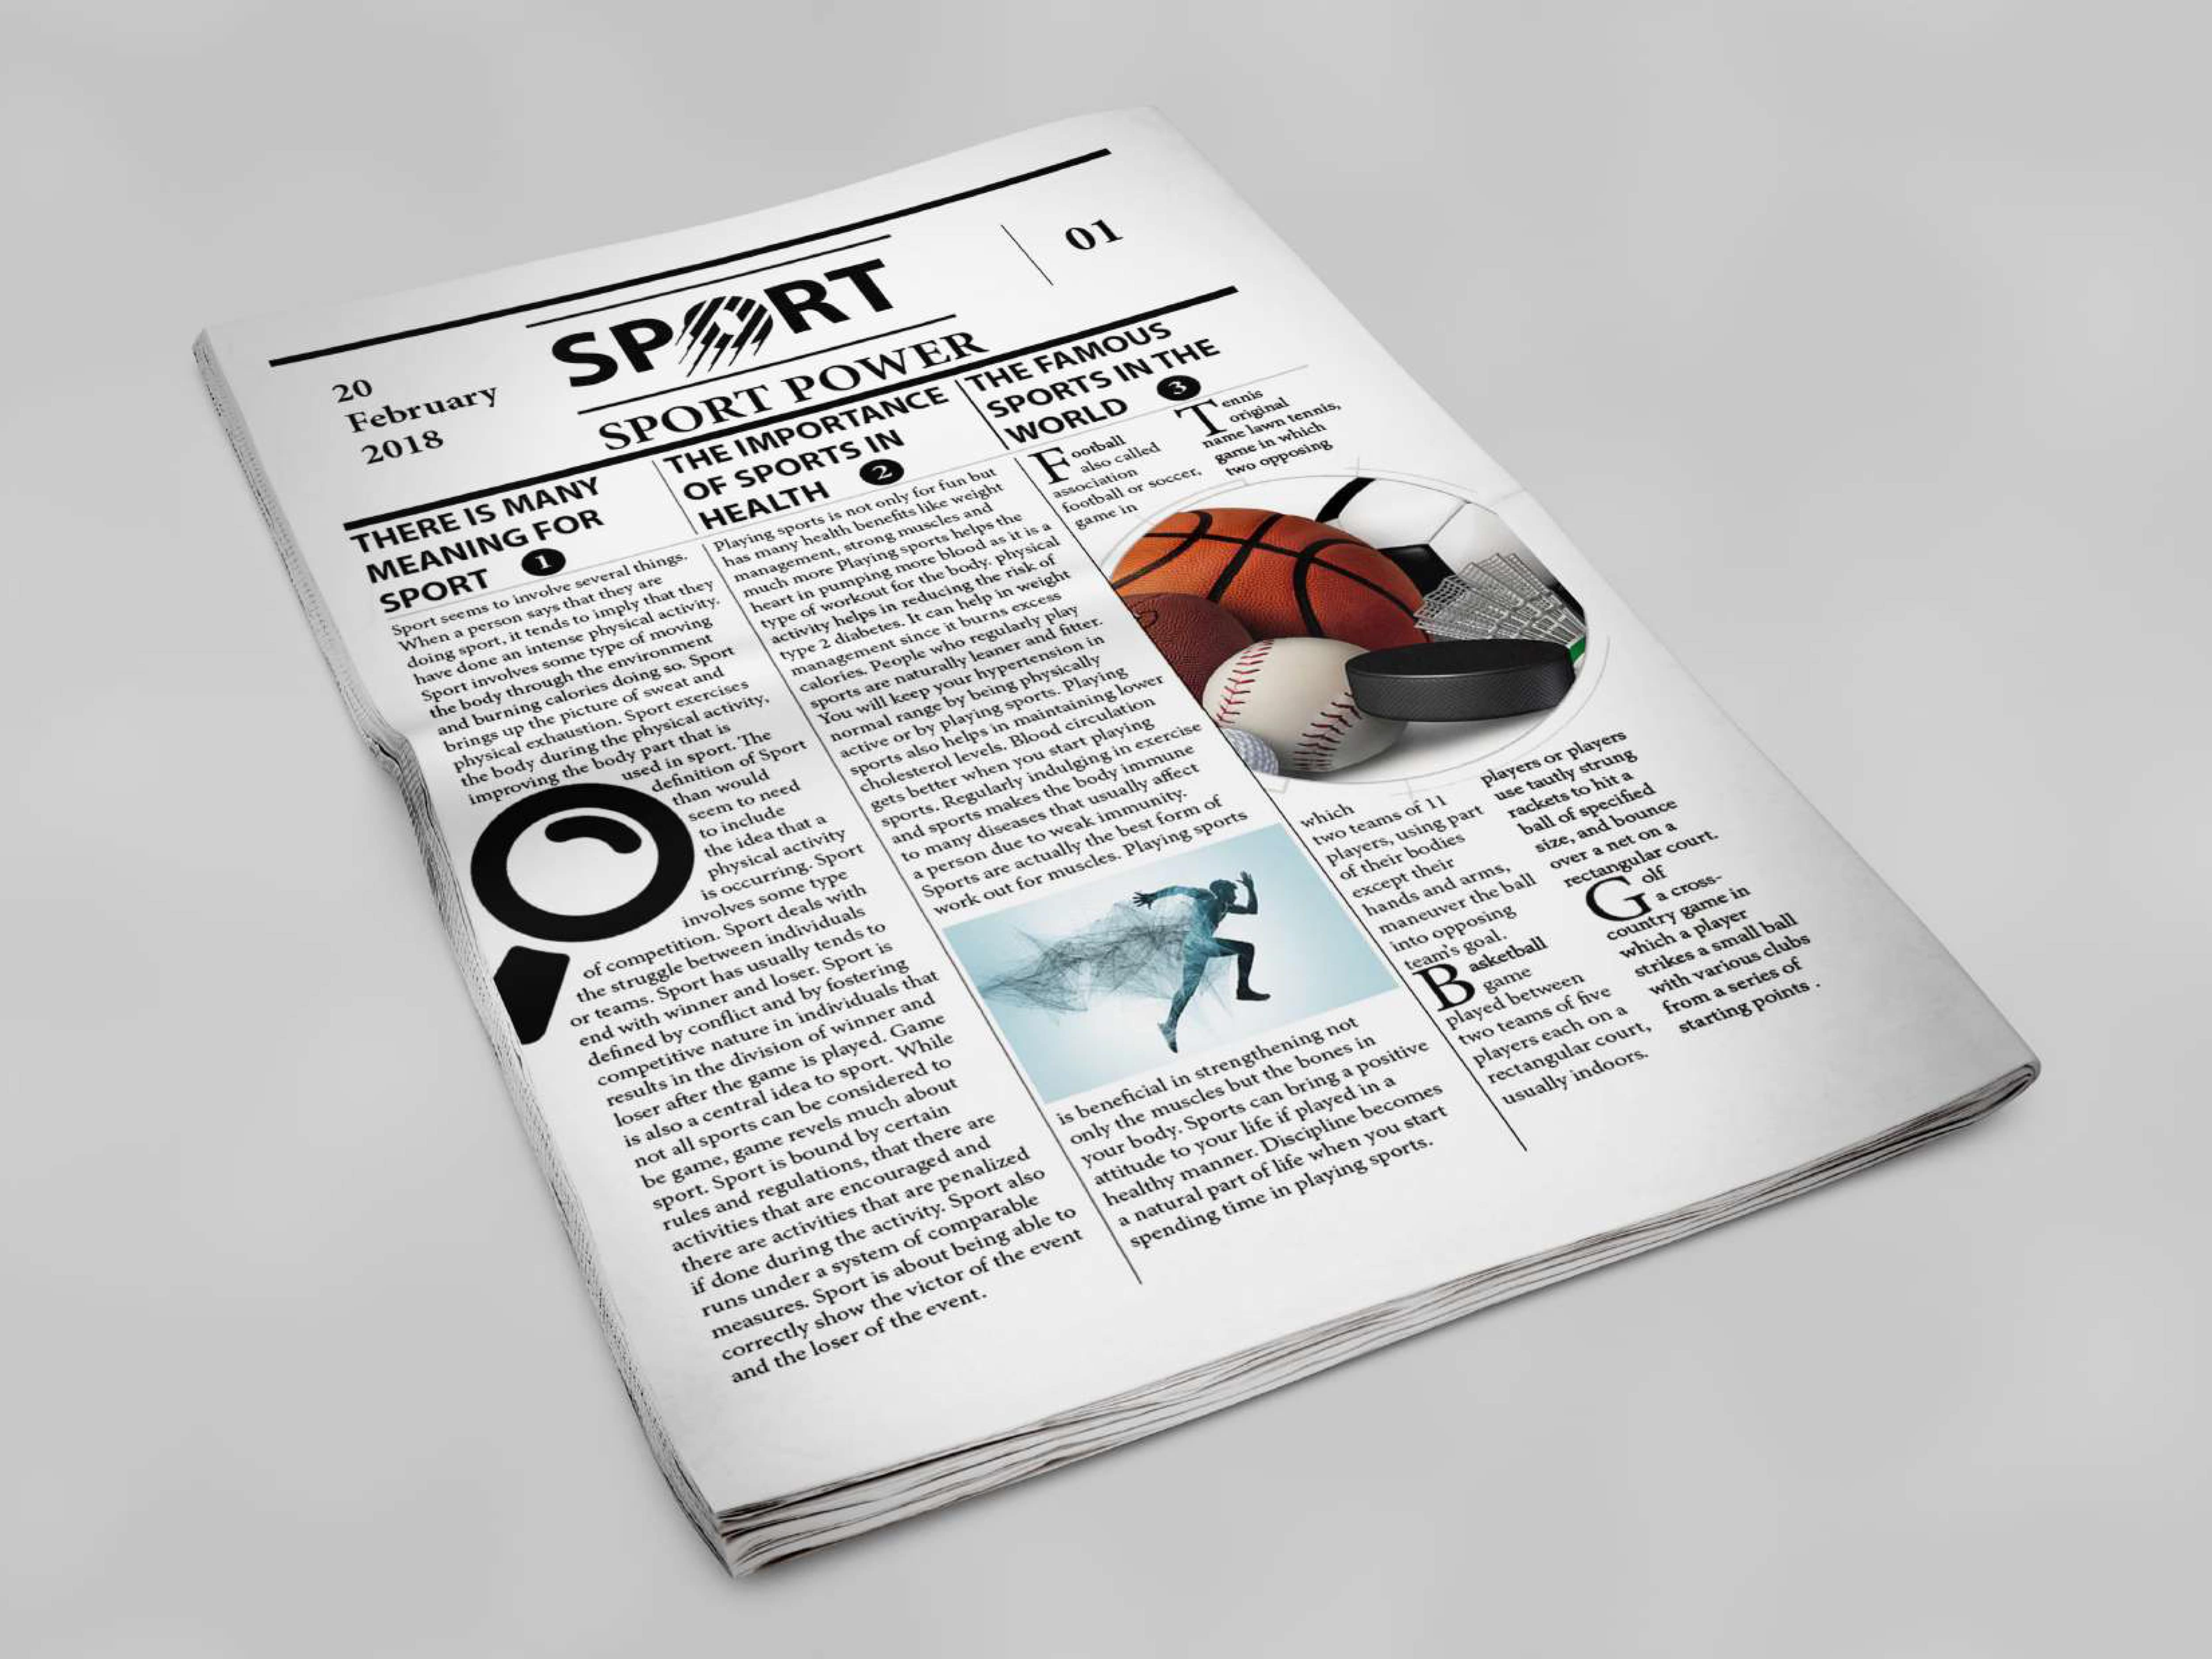 20
February
2018
SPORT
SPORT POWER
01
THERE IS MANY
MEANING FOR
SPORT 1
Sport seems to involve several things.
When a person says that they are
doing sport, it tends to imply that they
have done an intense physical activity.
Sport involves some type of moving
the body through the environment
and burning calories doing so. Sport
brings up the picture of sweat and
physical exhaustion. Sport exercises
the body during the physical activity,
improving the body part that is
used in sport. The
definition of Sport
than would
seem to need
to include
the idea that a
physical activity
is occurring. Sport
involves some type
of competition. Sport deals with
the struggle between individuals
or teams. Sport has usually tends to
end with winner and loser. Sport is
defined by conflict and by fostering
competitive nature in individuals that
results in the division of winner and
loser after the game is played. Game
is also a central idea to sport. While
not all sports can be considered to
be game, game revels much about
sport. Sport is bound by certain
rules and regulations, that there are
activities that are encouraged and
there are activities that are penalized
if done during the activity. Sport also
runs under a system of comparable
measures. Sport is about being able to
correctly show the victor of the event
and the loser of the event.
THE IMPORTANCE
OF SPORTS IN
HEALTH 2
Playing sports is not only for fun but
has many health benefits like weight
management, strong muscles and
much more Playing sports helps the
heart in pumping more blood as it is a
type of workout for the body. physical
activity helps in reducing the risk of
type 2 diabetes. It can help in weight
management since it burns excess
calories. People who regularly play
sports are naturally leaner and fitter.
You will keep your hypertension in
normal range by being physically
active or by playing sports. Playing
sports also helps in maintaining lower
cholesterol levels. Blood circulation
gets better when you start playing
sports. Regularly indulging in exercise
and sports makes the body immune
to many diseases that usually affect
a person due to weak immunity.
Sports are actually the best form of
work out for muscles. Playing sports
is beneficial in strengthening not
only the muscles but the bones in
your body. Sports can bring a positive
attitude to your life if played in a
healthy manner. Discipline becomes
a natural part of life when you start
spending time in playing sports.
THE FAMOUS
SPORTS IN THE
WORLD 3
Football
also called
association
football or soccer,
game in
which
two teams of 11
players, using part
of their bodies
except their
hands and arms,
maneuver the ball
into opposing
team's goal.
Basketball
game
played between
two teams of five
players each on a
rectangular court,
usually indoors.
Tennis
original
name lawn tennis,
game in which
two opposing
players or players
use tautly strung
rackets to hit a
ball of specified
size, and bounce
over a net on a
rectangular court.
Golf
a cross-
country game in
which a player
strikes a small ball
with various clubs
from a series of
starting points .